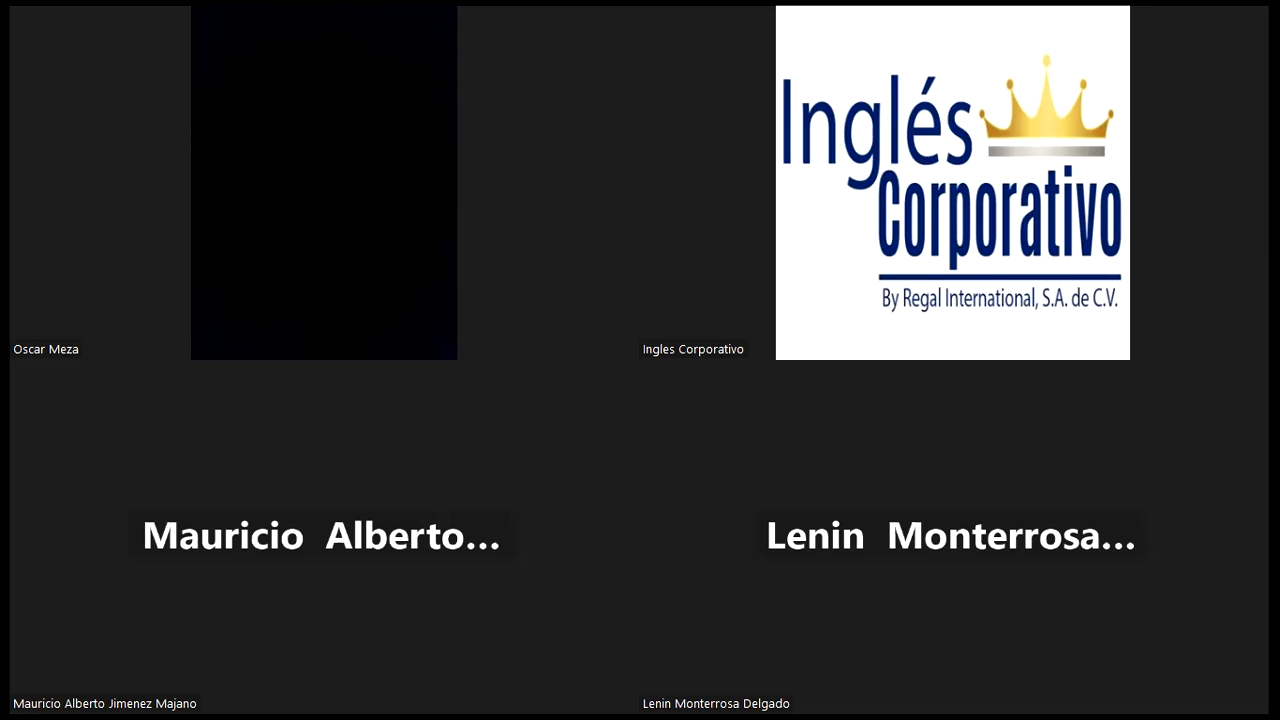 Inglés
Corporativo
By Regal International, S.A. de C.V.
Oscar Meza
Ingles Corporativo
Mauricio Alberto...
Lenin Monterrosa...
Mauricio Alberto Jimenez Majano
Lenin Monterrosa Delgado